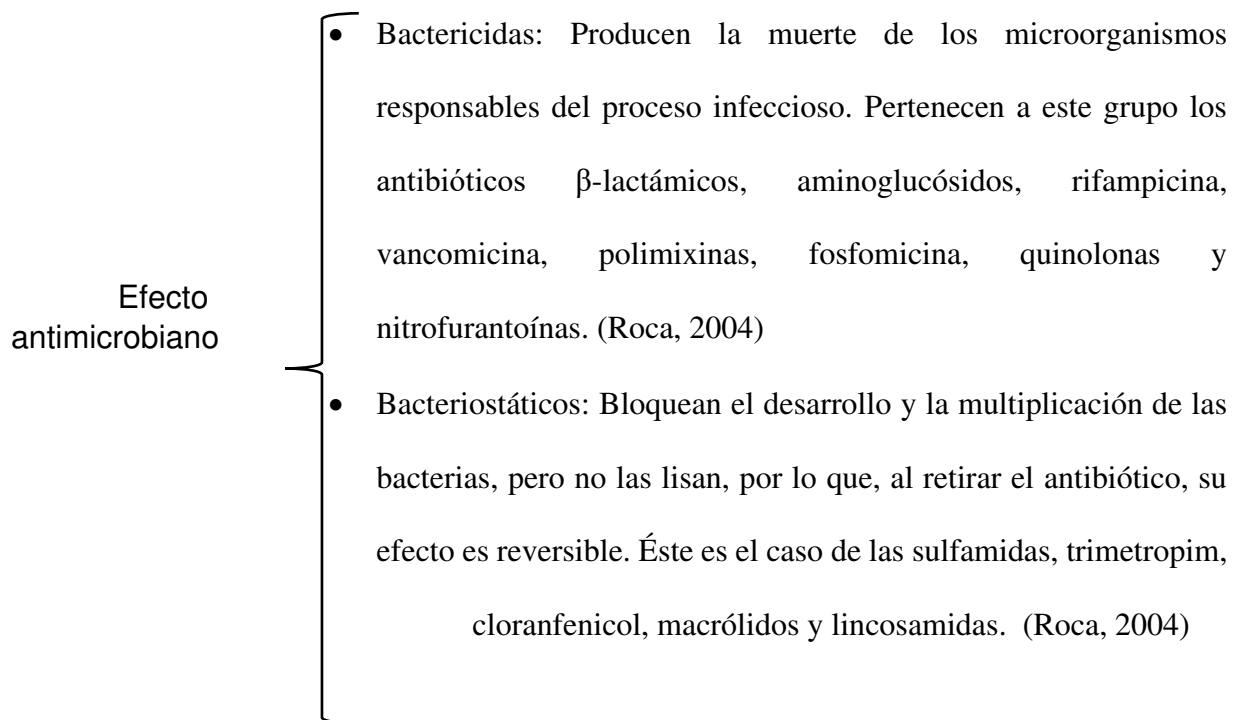 Efecto
antimicrobiano
• Bactericidas: Producen la muerte de los microorganismos
responsables del proceso infeccioso. Pertenecen a este grupo los
antibióticos β-lactámicos, aminoglucósidos, rifampicina,
vancomicina, polimixinas, fosfomicina, quinolonas y
nitrofurantoínas. (Roca, 2004)
• Bacteriostáticos: Bloquean el desarrollo y la multiplicación de las
bacterias, pero no las lisan, por lo que, al retirar el antibiótico, su
efecto es reversible. Éste es el caso de las sulfamidas, trimetropim,
cloranfenicol, macrólidos y lincosamidas. (Roca, 2004)